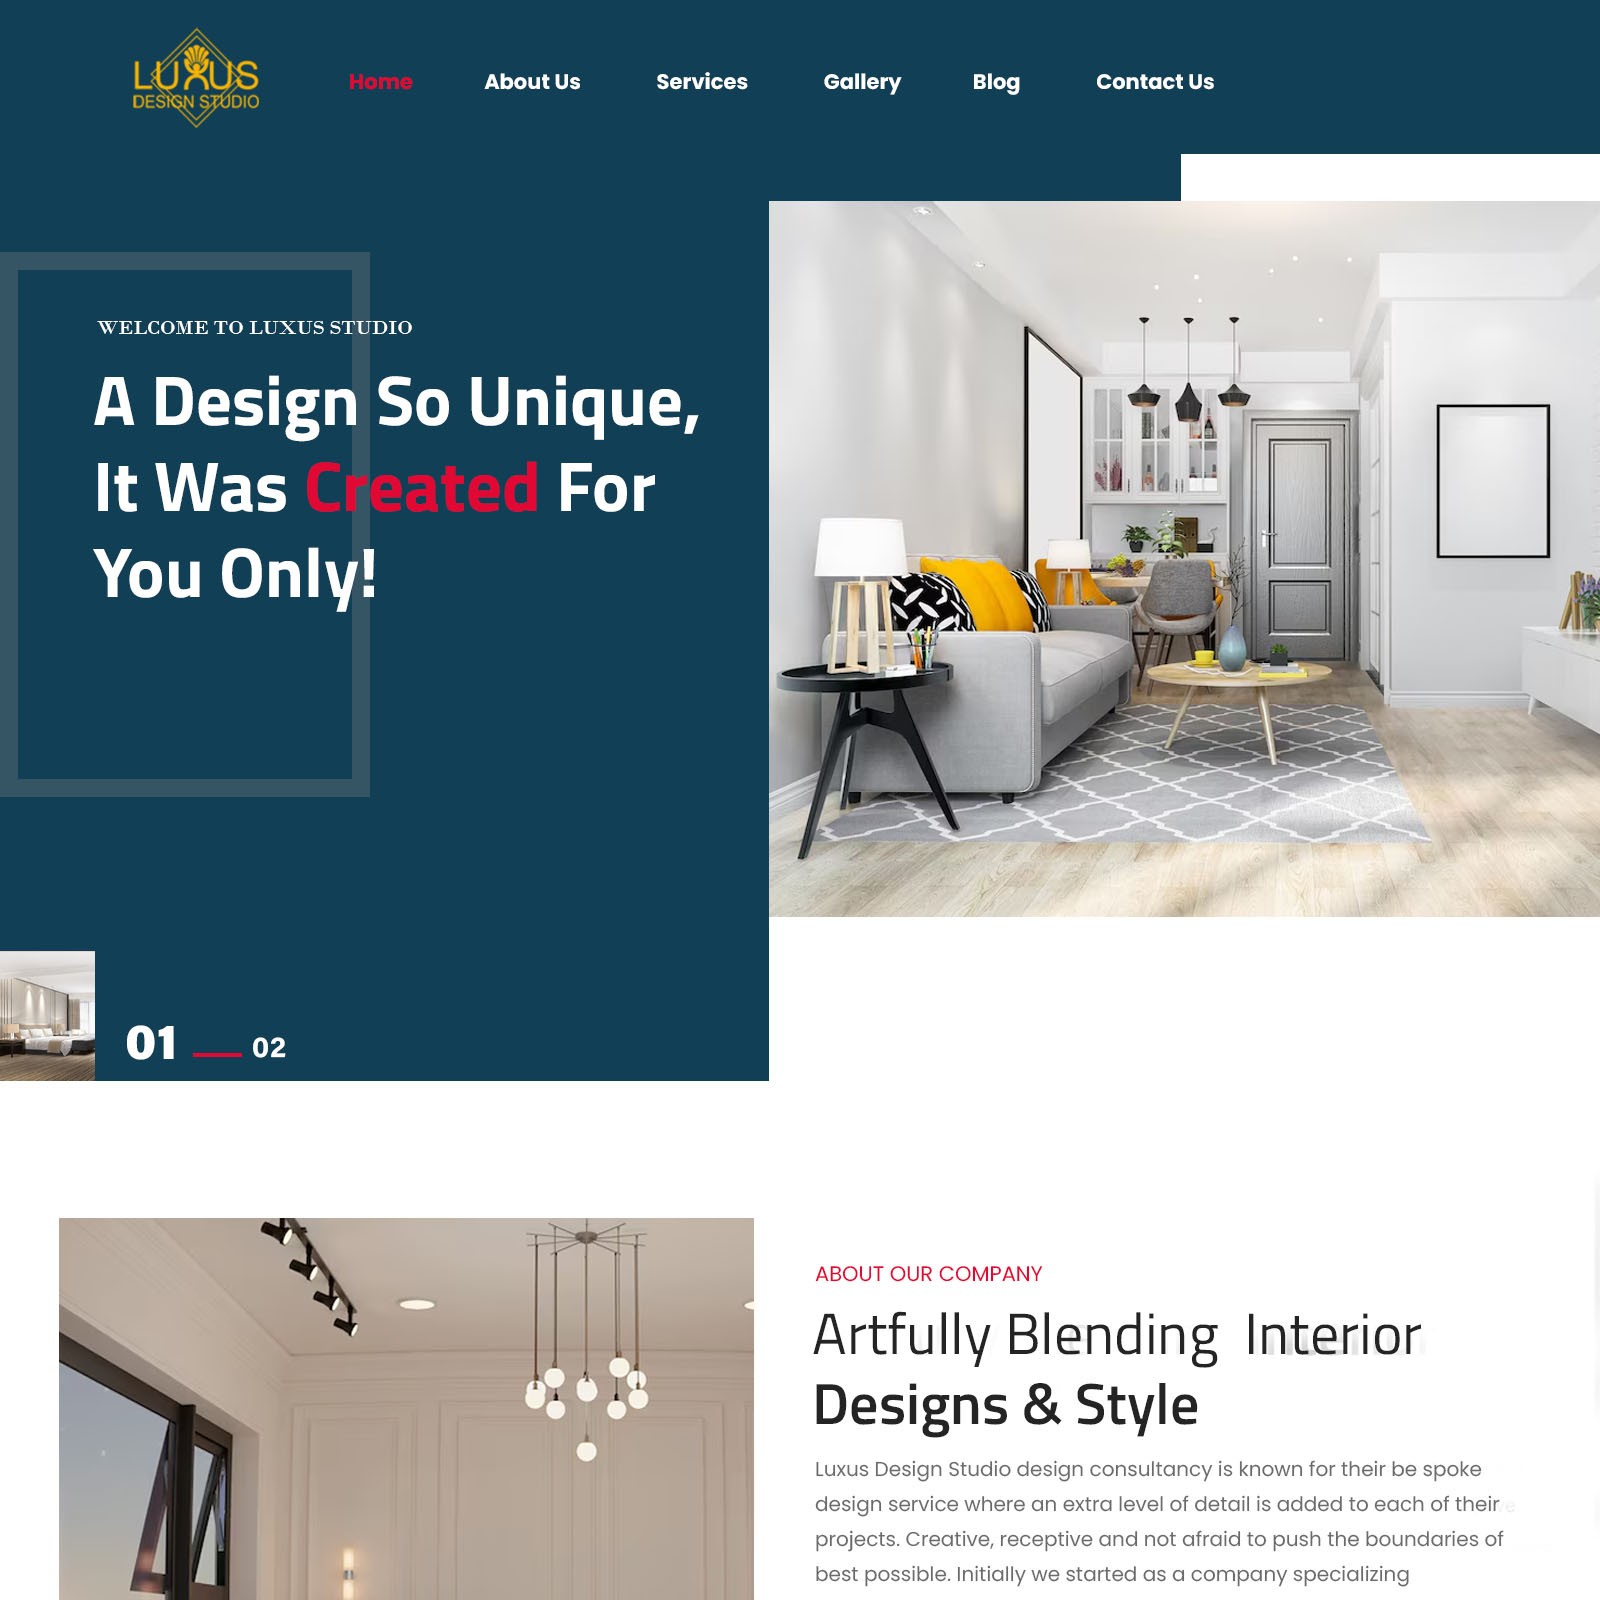 LUXUS
DESIGN STUDIO
Home
About Us
Services
Gallery
Blog
Contact Us
WELCOME TO LUXUS STUDIO
A Design So Unique,
It Was Created For
You Only!
01
02
ABOUT OUR COMPANY
Artfully Blending Interior
Designs & Style
Luxus Design Studio design consultancy is known for their be spoke
design service where an extra level of detail is added to each of their
projects. Creative, receptive and not afraid to push the boundaries of
best possible. Initially we started as a company specializing